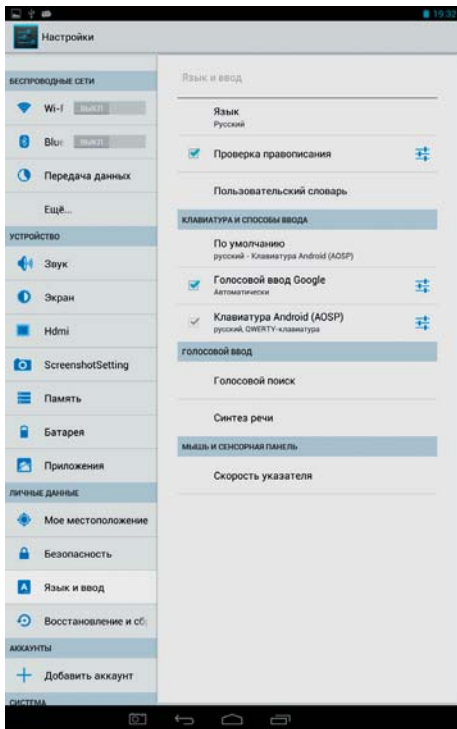 19:32
Настройки
БЕСПРОВОДНЫЕ СЕТИ
Wi-F
ВЫКЛ
Blu
ВЫКЛ
Передача данных
Ещё...
УСТРОЙСТВО
Звук
Экран
Hdmi
ScreenshotSetting
Память
Батарея
Приложения
ЛИЧНЫЕ ДАННЫЕ
Мое местоположение
Безопасность
Язык и ввод
Восстановление и сб
АККАУНТЫ
Добавить аккаунт
СИСТЕМА
Язык и ввод
Язык
Русский
Проверка правописания
Пользовательский словарь
КЛАВИАТУРА И СПОСОБЫ ВВОДА
По умолчанию
русский - Клавиатура Android (AOSP)
Голосовой ввод Google
Автоматически
Клавиатура Android (AOSP)
русский, QWERTY-клавиатура
ГОЛОСОВОЙ ВВОД
Голосовой поиск
Синтез речи
МЫШЬ И СЕНСОРНАЯ ПАНЕЛЬ
Скорость указателя